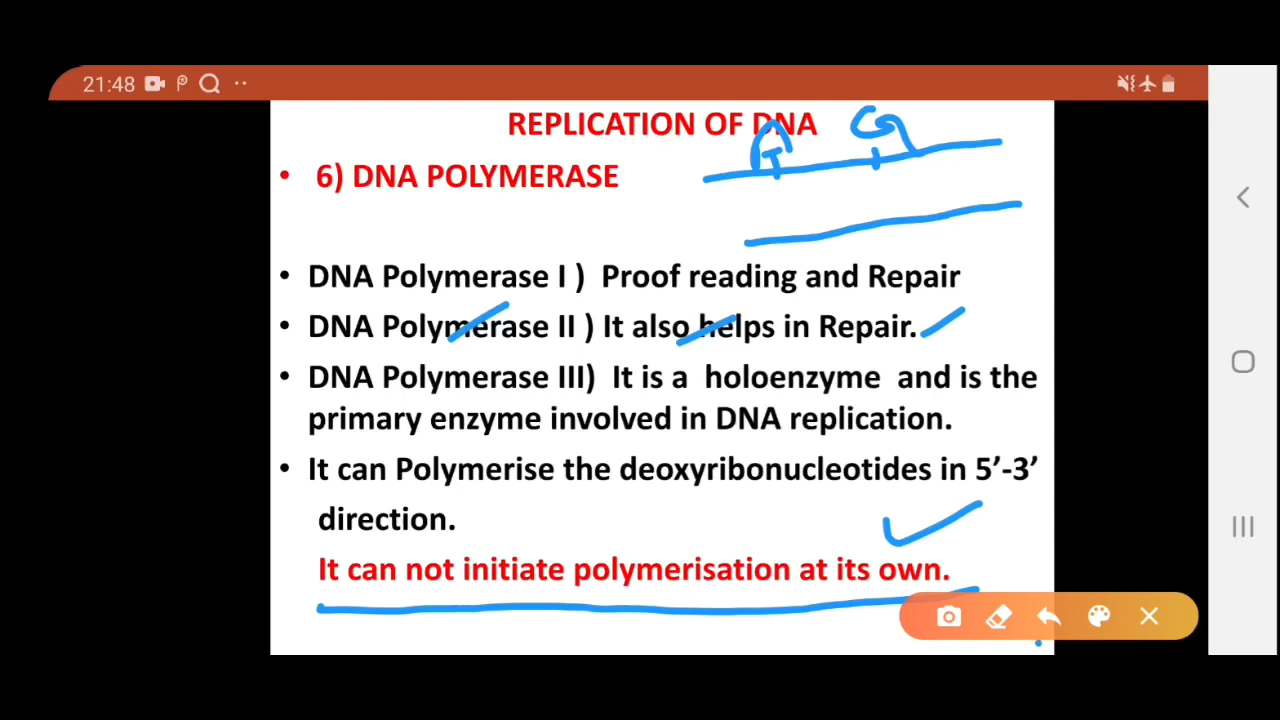 21:48
REPLICATION OF DNA
• 6) DNA POLYMERASE
• DNA Polymerase I ) Proof reading and Repair
• DNA Polymerase II ) It also helps in Repair.
• DNA Polymerase III) It is a holoenzyme and is the
primary enzyme involved in DNA replication.
• It can Polymerise the deoxyribonucleotides in 5’-3’
direction.
It can not initiate polymerisation at its own.